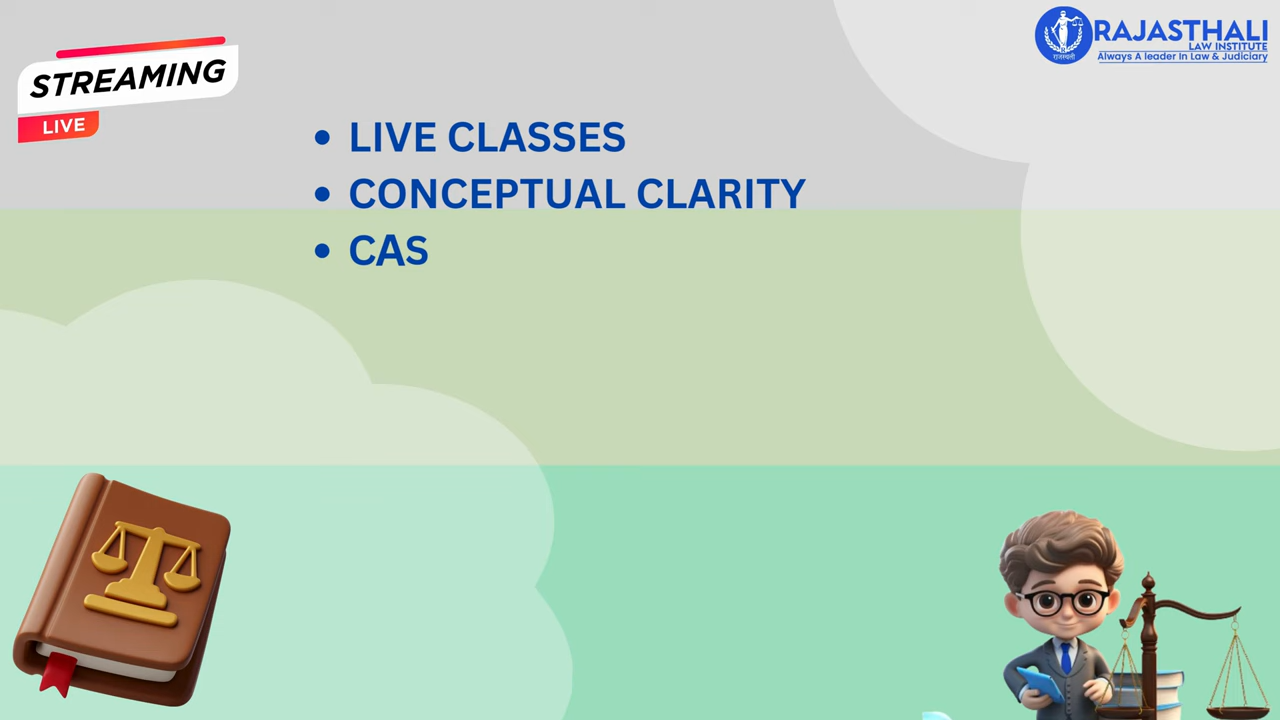 STREAMING
LIVE
RAJASTHALI
LAW INSTITUTE
Always A leader In Law & Judiciary
• LIVE CLASSES
• CONCEPTUAL CLARITY
• CAS